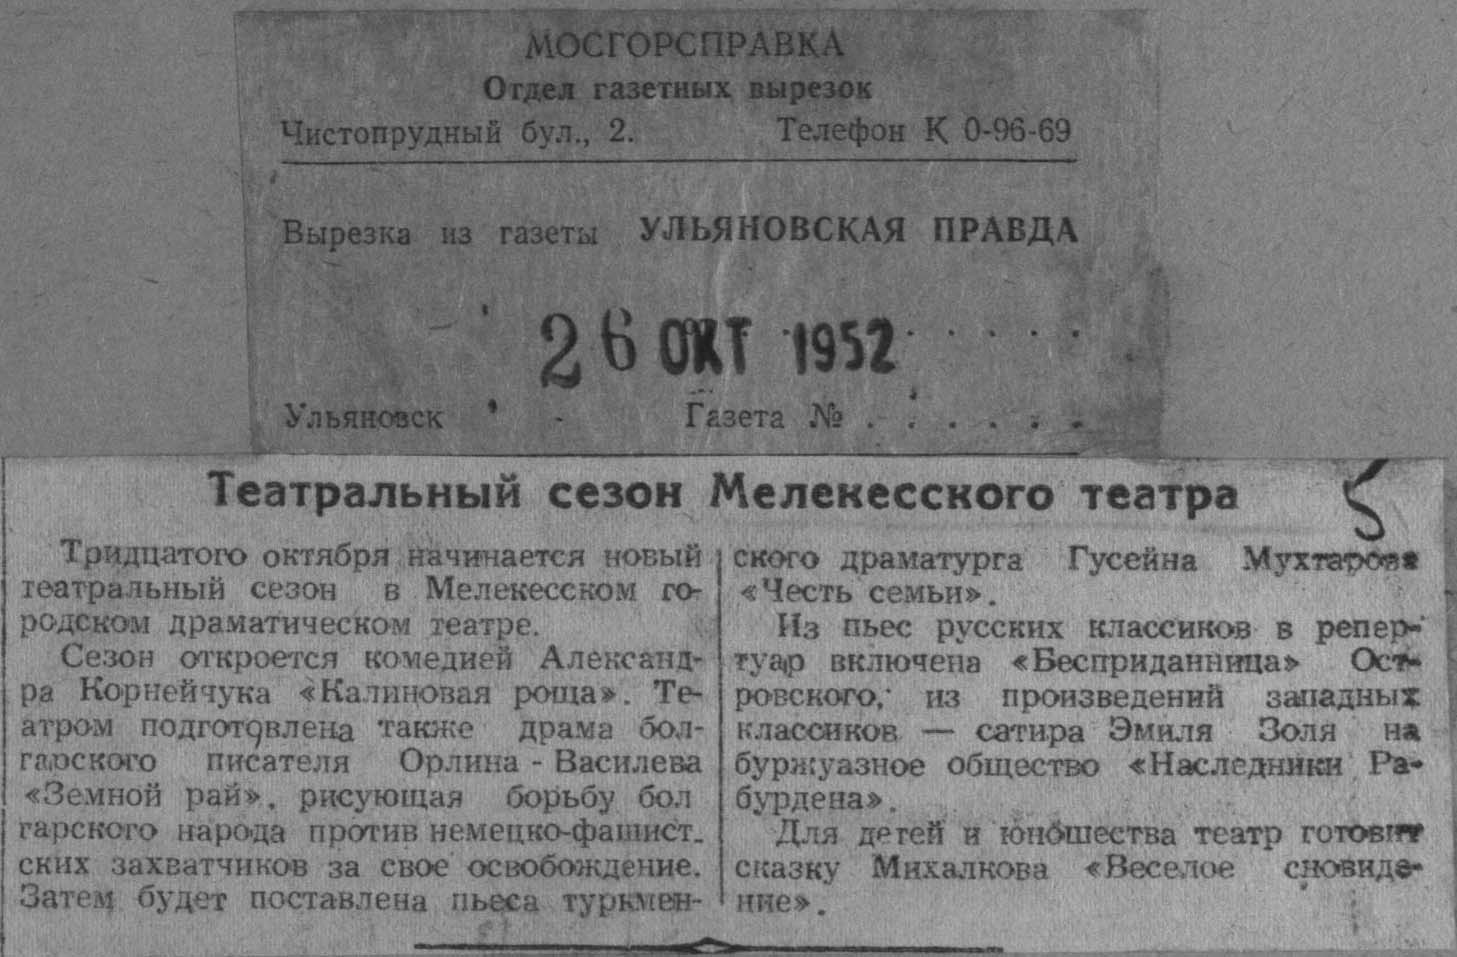 МОСГОРСПРАВКА
Отдел газетных вырезок
Чистопрудный бул., 2. Телефон К 0-96-69
Вырезка из газеты УЛЬЯНОВСКАЯ ПРАВДА
26 ОКТ 1952
Ульяновск - Газета № . . . . . .
5
Театральный сезон Мелекесского театра
Тридцатого октября начинается новый
театральный сезон в Мелекесском го-
родском драматическом театре.
Сезон откроется комедией Александ-
ра Корнейчука «Калиновая роща». Те-
атром подготовлена также драма бол-
гарского писателя Орлина - Василева
«Земной рай», рисующая борьбу бол
гарского народа против немецко-фашист-
ских захватчиков за свое освобождение.
Затем будет поставлена пьеса туркмен-
ского драматурга Гусейна Мухтарова
«Честь семьи».
Из пьес русских классиков в репер-
туар включена «Бесприданница» Ост-
ровского, из произведений западных
классиков — сатира Эмиля Золя на
буржуазное общество «Наследники Ра-
бурдена».
Для детей и юношества театр готовит
сказку Михалкова «Веселое сновиде-
ние».